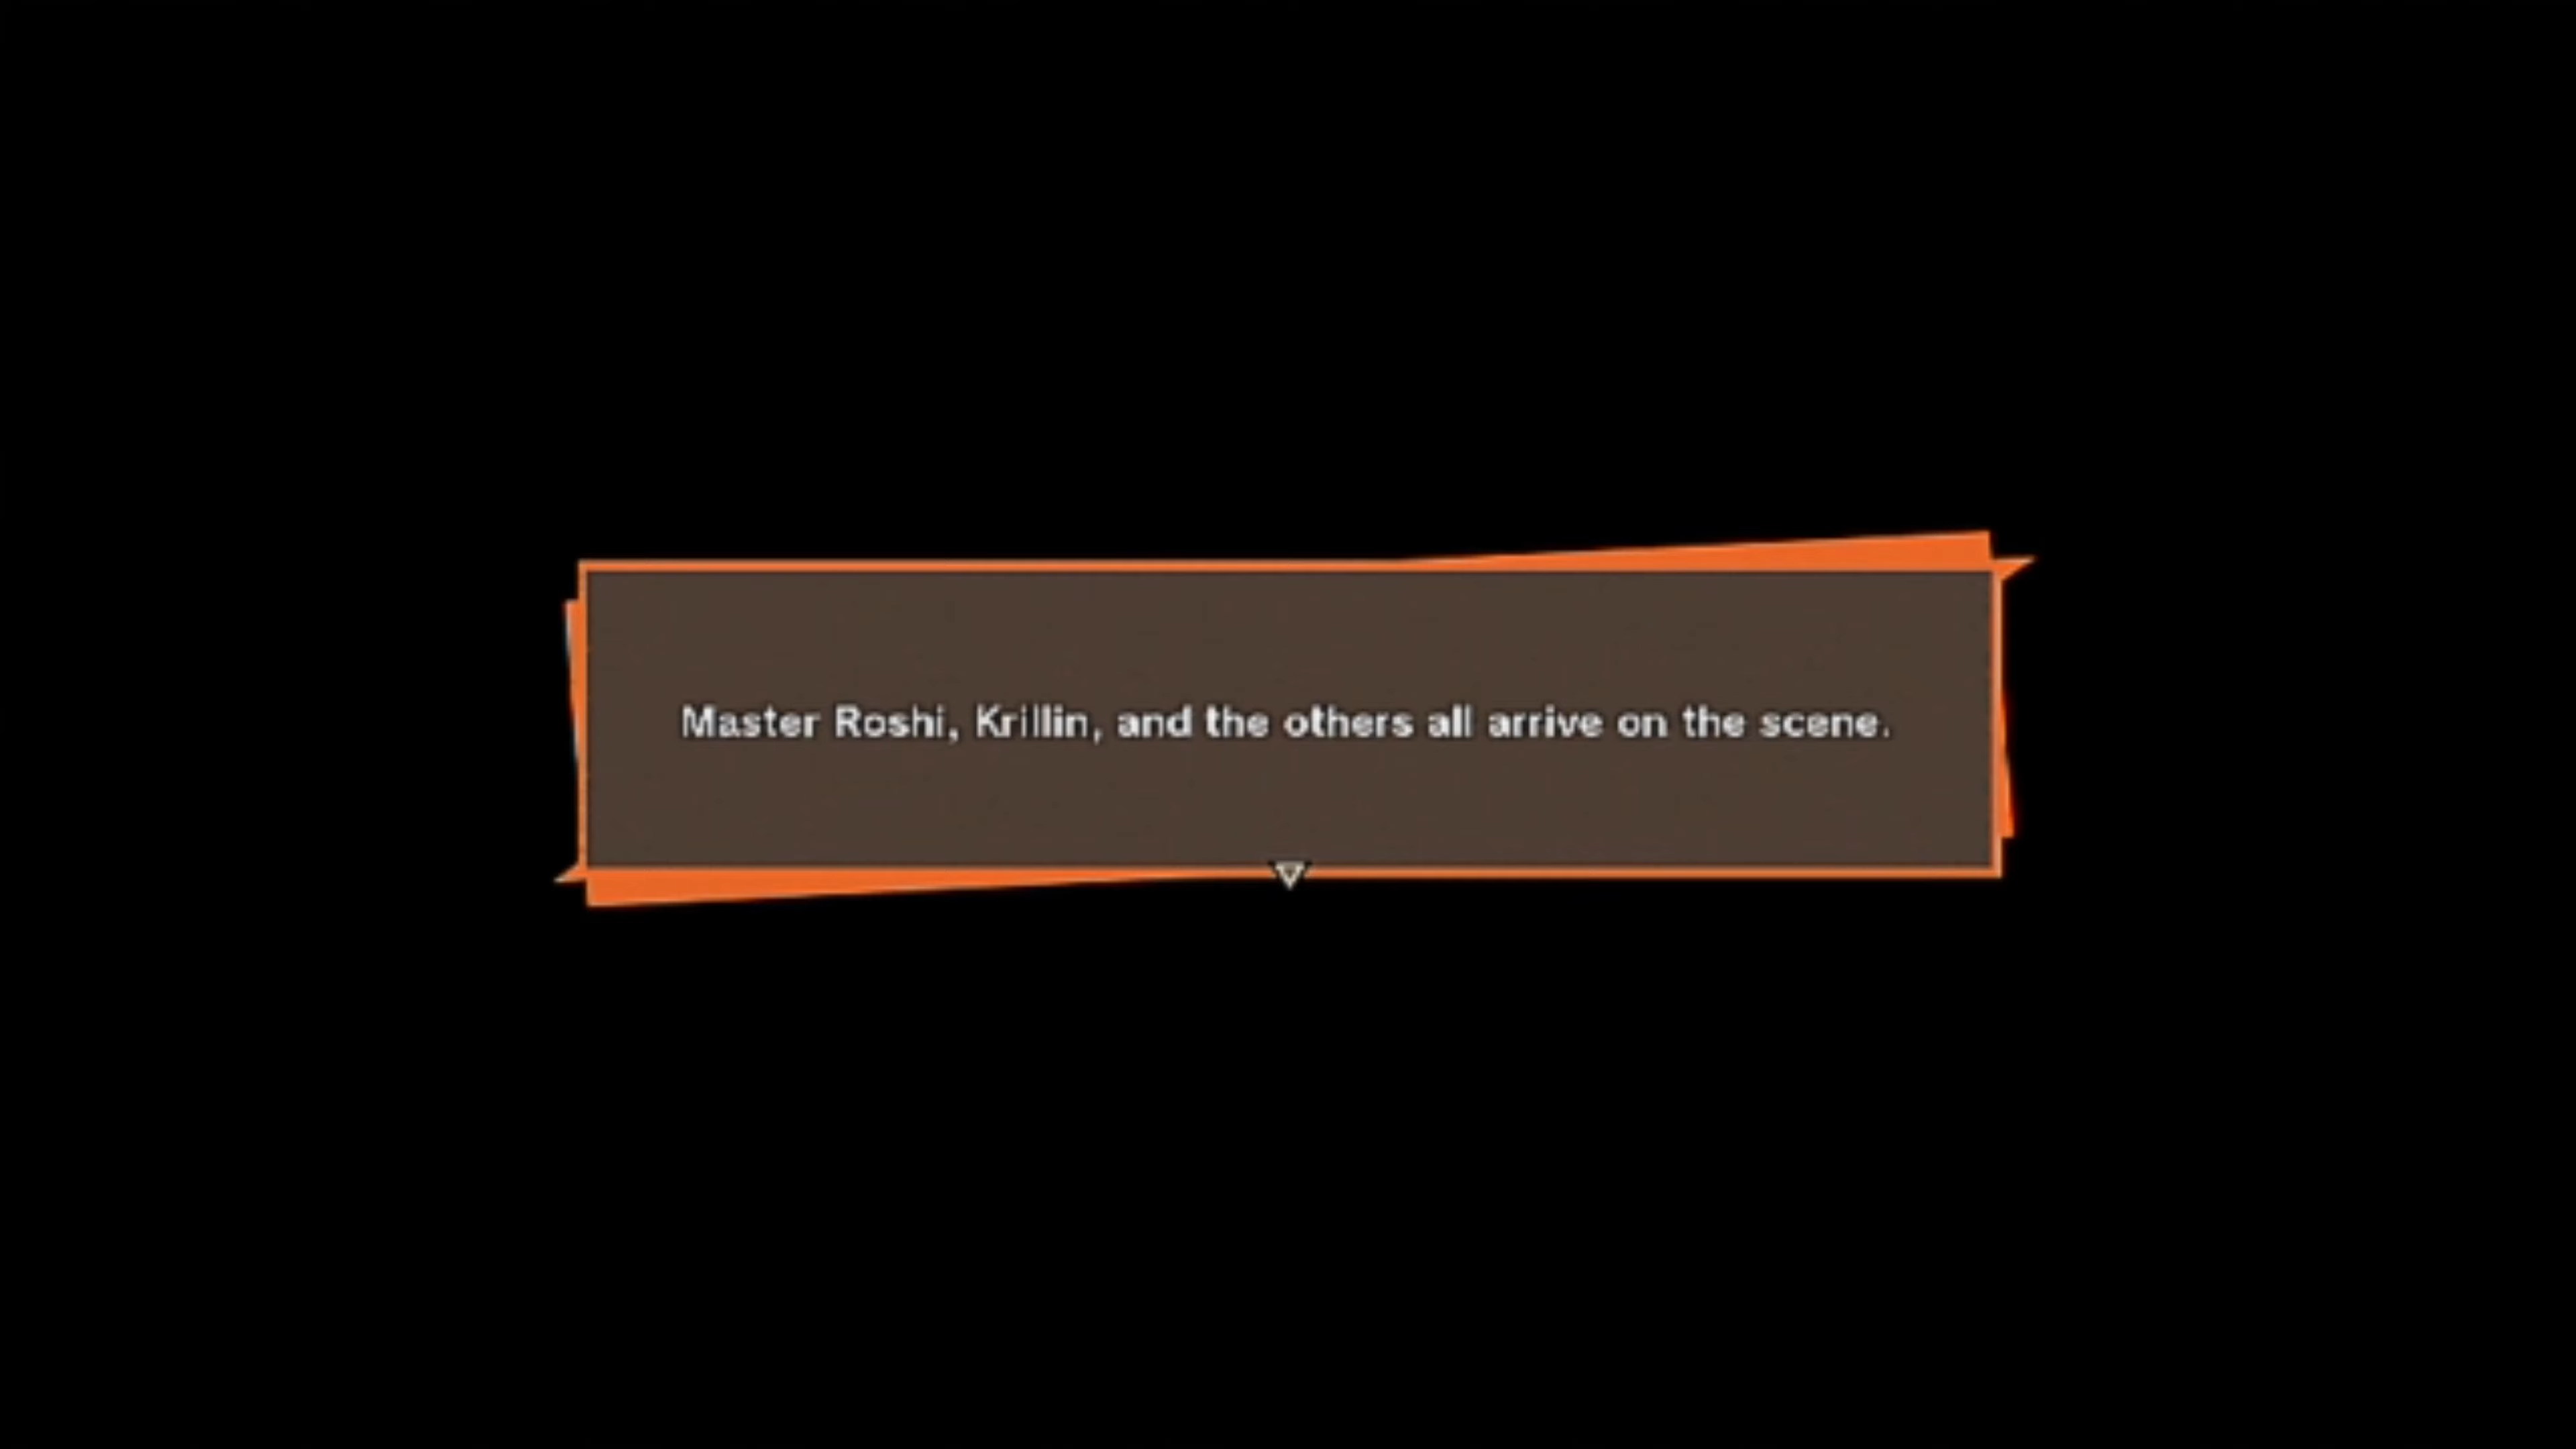 Master Roshi, Krillin, and the others all arrive on the scene.